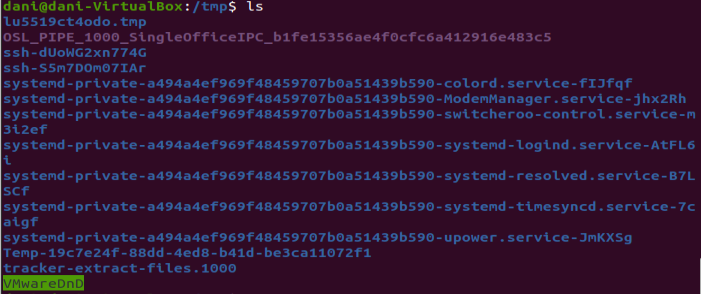 dani@dani-VirtualBox:/tmp$ ls
lu5519ct4odo.tmp
OSL_PIPE_1000_SingleOfficeIPC_b1fe15356ae4f0cfc6a412916e483c5
ssh-dUoWG2xn774G
ssh-S5m7DOm07IAr
systemd-private-a494a4ef969f48459707b0a51439b590-colord.service-fIJfqf
systemd-private-a494a4ef969f48459707b0a51439b590-ModemManager.service-jhx2Rh
systemd-private-a494a4ef969f48459707b0a51439b590-switcheroo-control.service-m
3i2ef
systemd-private-a494a4ef969f48459707b0a51439b590-systemd-logind.service-AtFL6
i
systemd-private-a494a4ef969f48459707b0a51439b590-systemd-resolved.service-B7L
SCf
systemd-private-a494a4ef969f48459707b0a51439b590-systemd-timesyncd.service-7c
aigf
systemd-private-a494a4ef969f48459707b0a51439b590-upower.service-JmKXSg
Temp-19c7e24f-88dd-4ed8-b41d-be3ca11072f1
tracker-extract-files.1000
VMwareDnD